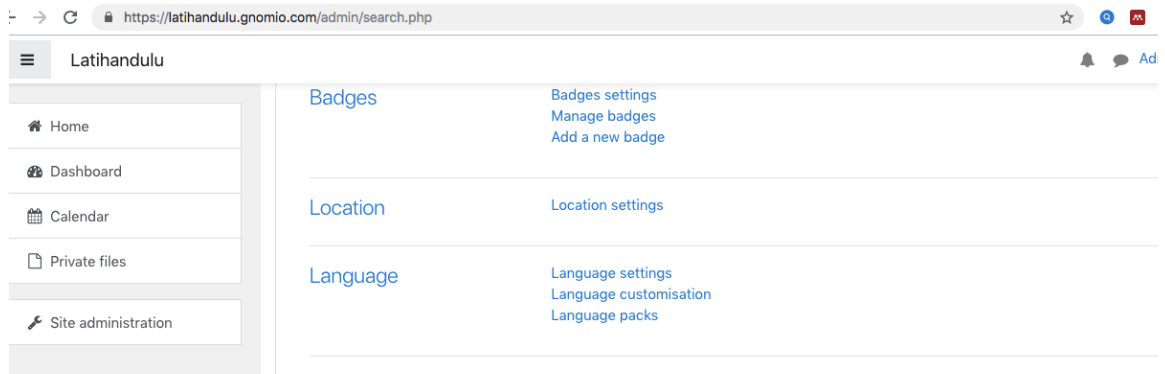 https://latihandulu.gnomio.com/admin/search.php
Latihandulu
Home
Dashboard
Calendar
Private files
Site administration
Badges
Badges settings
Manage badges
Add a new badge
Location
Location settings
Language
Language settings
Language customisation
Language packs